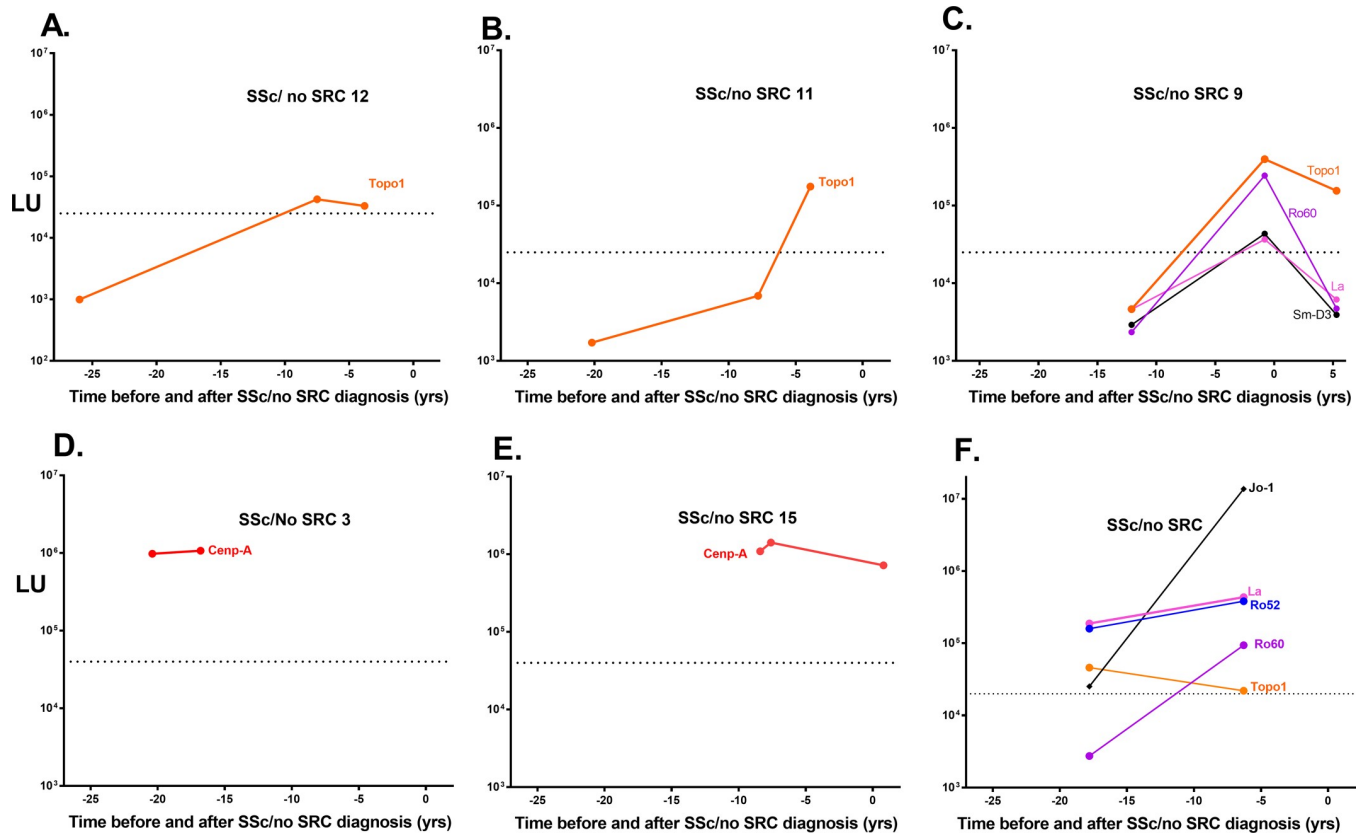 A.
SSc/ no SRC 12
10⁷
10⁶
10⁵
10⁴
10³
10²
LU
Topo1
-25 -20 -15 -10 -5 0
Time before and after SSc/no SRC diagnosis (yrs)
B.
SSc/no SRC 11
10⁷
10⁶
10⁵
10⁴
10³
Topo1
-25 -20 -15 -10 -5 0
Time before and after SSc/no SRC diagnosis (yrs)
C.
SSc/no SRC 9
10⁷
10⁶
10⁵
10⁴
10³
Topo1
Ro60
La
Sm-D3
-25 -20 -15 -10 -5 0 5
Time before and after SSc/no SRC diagnosis (yrs)
D.
SSc/No SRC 3
10⁷
10⁶
10⁵
10⁴
10³
LU
Cenp-A
-25 -20 -15 -10 -5 0
Time before and after SSc/no SRC diagnosis (yrs)
E.
SSc/no SRC 15
10⁷
10⁶
10⁵
10⁴
10³
Cenp-A
-25 -20 -15 -10 -5 0
Time before and after SSc/no SRC diagnosis (yrs)
F.
SSc/no SRC
10⁷
10⁶
10⁵
10⁴
10³
Jo-1
La
Ro52
Ro60
Topo1
-25 -20 -15 -10 -5 0
Time before and after SSc/no SRC diagnosis (yrs)